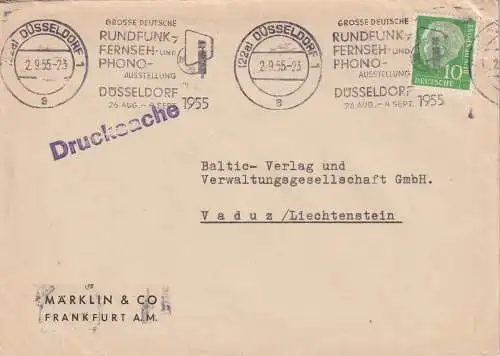 (22a) DÜSSELDORF 1
2.9.55-23
s
GROSSE DEUTSCHE
RUNDFUNK-,
FERNSEH- UND
PHONO-
AUSSTELLUNG
DÜSSELDORF
26 AUG. - 4 SEPT. 1955
(22a) DÜSSELDORF 1
2.9.55-23
s
GROSSE DEUTSCHE
RUNDFUNK-,
FERNSEH- UND
PHONO-
AUSSTELLUNG
DÜSSELDORF
26 AUG. - 4 SEPT. 1955
DEUTSCHE
BUNDESPOST
10
Drucksache
Baltic- Verlag und
Verwaltungsgesellschaft GmbH.
Vaduz/Liechtenstein
MÄRKLIN & CO
FRANKFURT A.M.